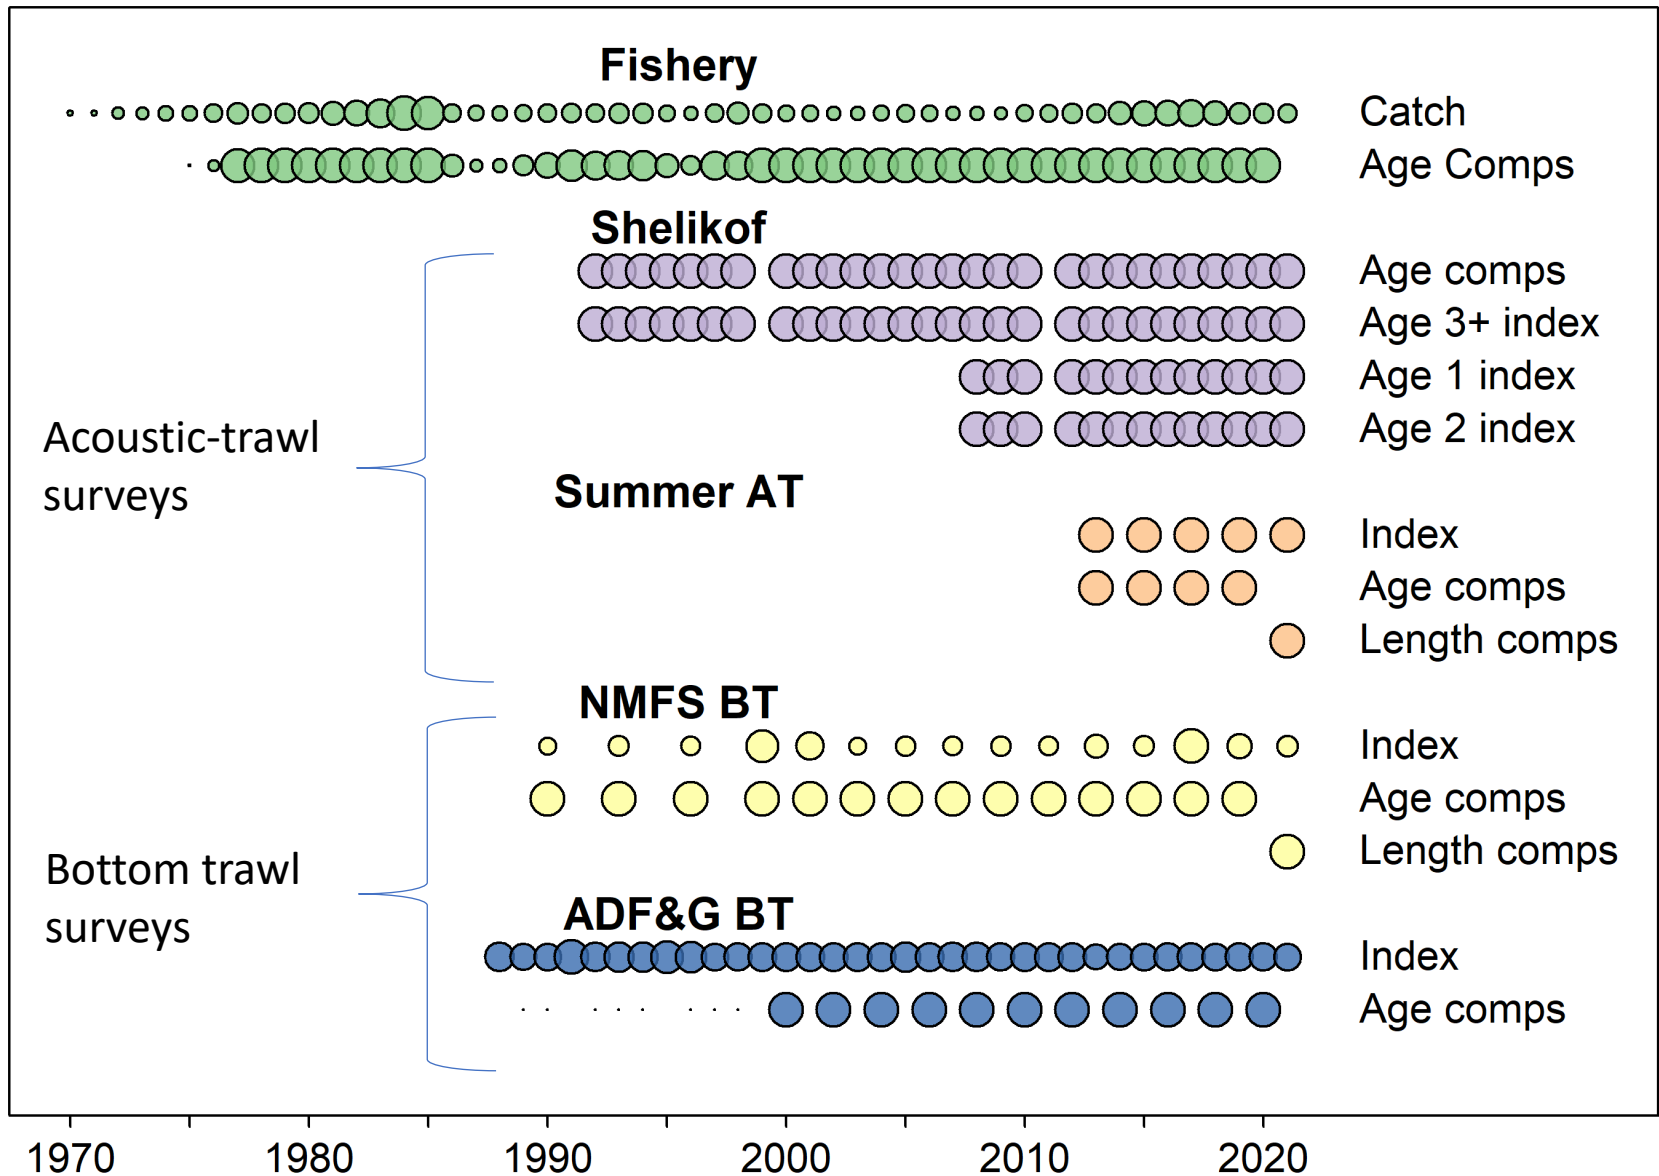 Fishery
Catch
Age Comps
Shelikof
Age comps
Age 3+ index
Age 1 index
Age 2 index
Acoustic-trawl
surveys
Summer AT
Index
Age comps
Length comps
NMFS BT
Index
Age comps
Length comps
Bottom trawl
surveys
ADF&G BT
Index
Age comps
1970 1980 1990 2000 2010 2020